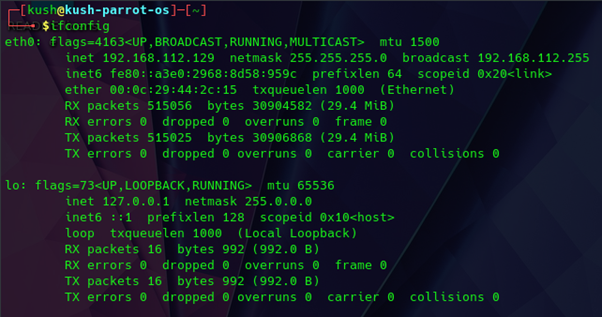 ┌─[kush@kush-parrot-os]─[~]
└──╼ $ifconfig
eth0: flags=4163<UP,BROADCAST,RUNNING,MULTICAST>  mtu 1500
inet 192.168.112.129  netmask 255.255.255.0  broadcast 192.168.112.255
inet6 fe80::a3e0:2968:8d58:959c  prefixlen 64  scopeid 0x20<link>
ether 00:0c:29:44:2c:15  txqueuelen 1000  (Ethernet)
RX packets 515056  bytes 30904582 (29.4 MiB)
RX errors 0  dropped 0  overruns 0  frame 0
TX packets 515025  bytes 30906868 (29.4 MiB)
TX errors 0  dropped 0 overruns 0  carrier 0  collisions 0
lo: flags=73<UP,LOOPBACK,RUNNING>  mtu 65536
inet 127.0.0.1  netmask 255.0.0.0
inet6 ::1  prefixlen 128  scopeid 0x10<host>
loop  txqueuelen 1000  (Local Loopback)
RX packets 16  bytes 992 (992.0 B)
RX errors 0  dropped 0  overruns 0  frame 0
TX packets 16  bytes 992 (992.0 B)
TX errors 0  dropped 0 overruns 0  carrier 0  collisions 0